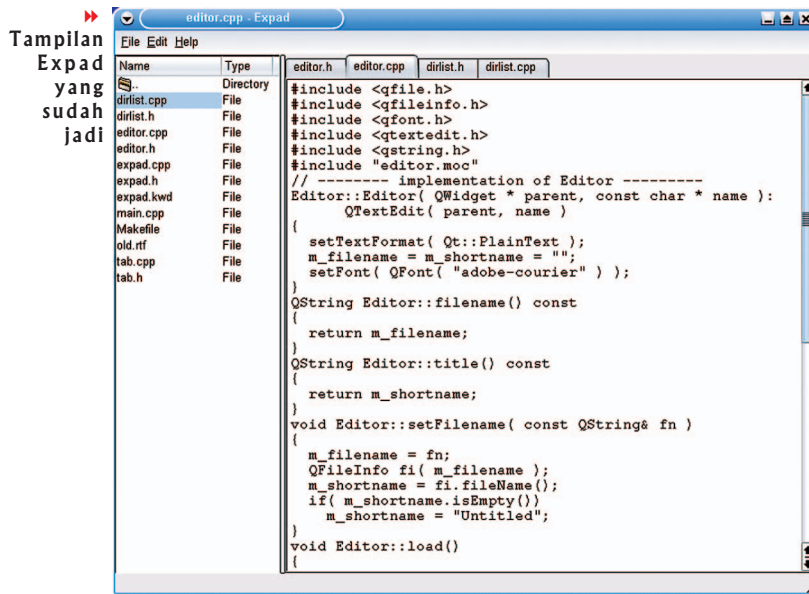 Tampilan
Expad
yang
sudah
jadi
editor.cpp - Expad
File Edit Help
Name Type
.. Directory
dirlist.cpp File
dirlist.h File
editor.cpp File
editor.h File
expad.cpp File
expad.h File
expad.kwd File
main.cpp File
Makefile File
old.rtf File
tab.cpp File
tab.h File
editor.h editor.cpp dirlist.h dirlist.cpp
#include <qfile.h>
#include <qfileinfo.h>
#include <qfont.h>
#include <qtextedit.h>
#include <qstring.h>
#include "editor.moc"
// -------- implementation of Editor ---------
Editor::Editor( QWidget * parent, const char * name ):
QTextEdit( parent, name )
{
setTextFormat( Qt::PlainText );
m_filename = m_shortname = "";
setFont( QFont( "adobe-courier" ) );
}
QString Editor::filename() const
{
return m_filename;
}
QString Editor::title() const
{
return m_shortname;
}
void Editor::setFilename( const QString& fn )
{
m_filename = fn;
QFileInfo fi( m_filename );
m_shortname = fi.fileName();
if( m_shortname.isEmpty())
m_shortname = "Untitled";
}
void Editor::load()
{